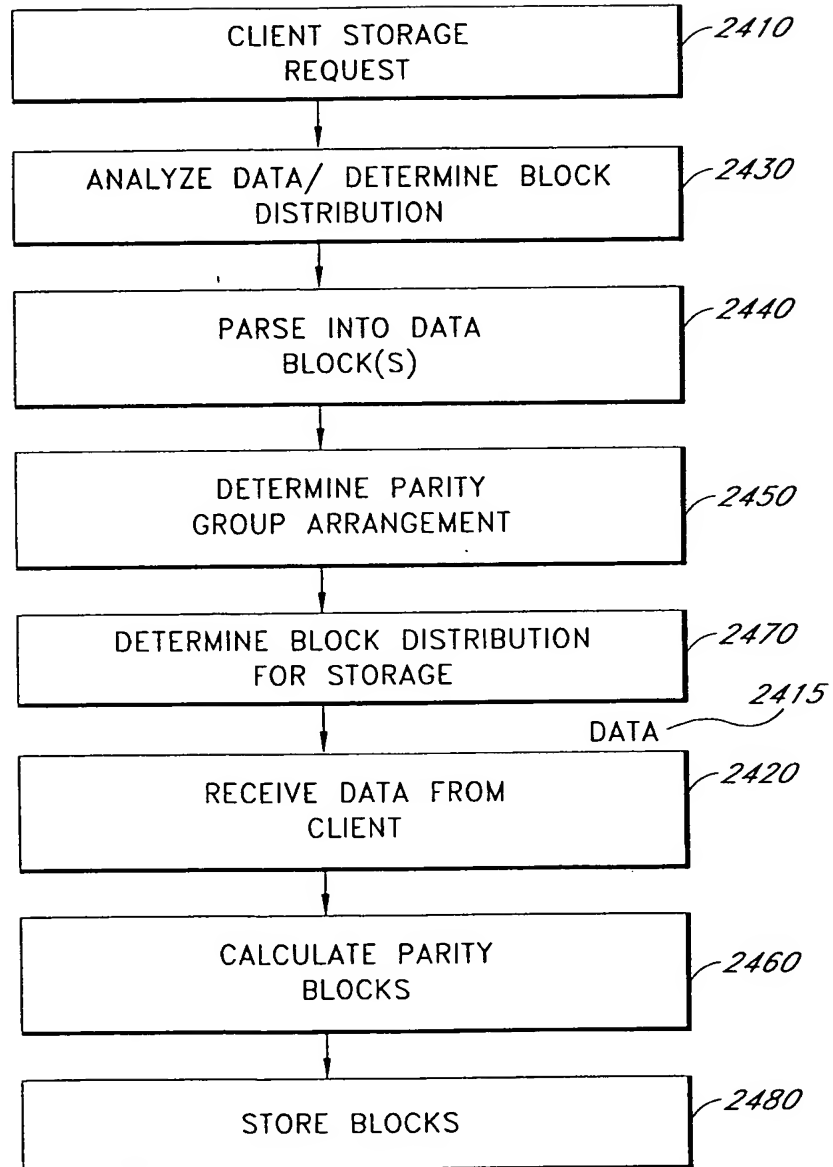 CLIENT STORAGE
REQUEST
2410
ANALYZE DATA/ DETERMINE BLOCK
DISTRIBUTION
2430
PARSE INTO DATA
BLOCK(S)
2440
DETERMINE PARITY
GROUP ARRANGEMENT
2450
DETERMINE BLOCK DISTRIBUTION
FOR STORAGE
2470
DATA
2415
RECEIVE DATA FROM
CLIENT
2420
CALCULATE PARITY
BLOCKS
2460
STORE BLOCKS
2480